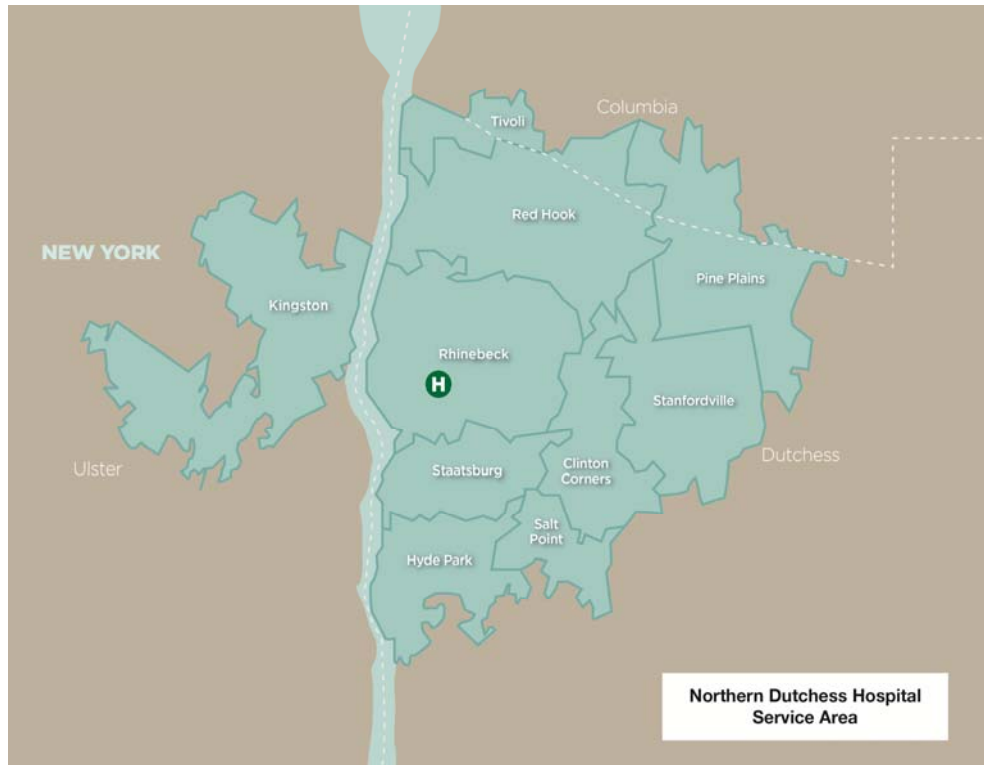 Columbia
Tivoli
Red Hook
NEW YORK
Pine Plains
Kingston
Rhinebeck
H
Stanfordville
Ulster
Staatsburg
Clinton
Corners
Dutchess
Salt
Point
Hyde Park
Northern Dutchess Hospital
Service Area